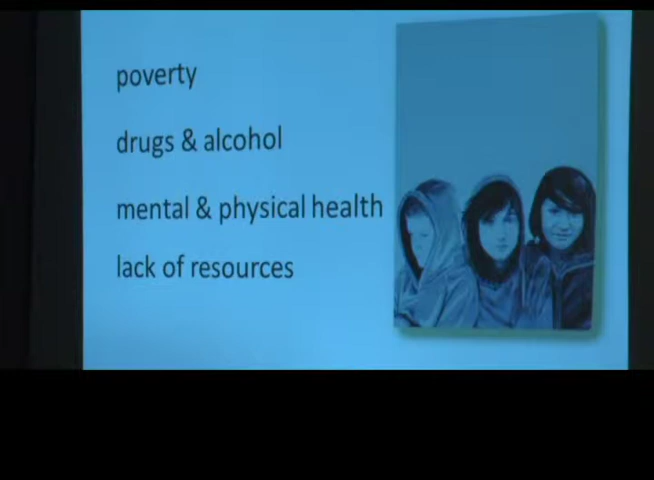 poverty
drugs & alcohol
mental & physical health
lack of resources